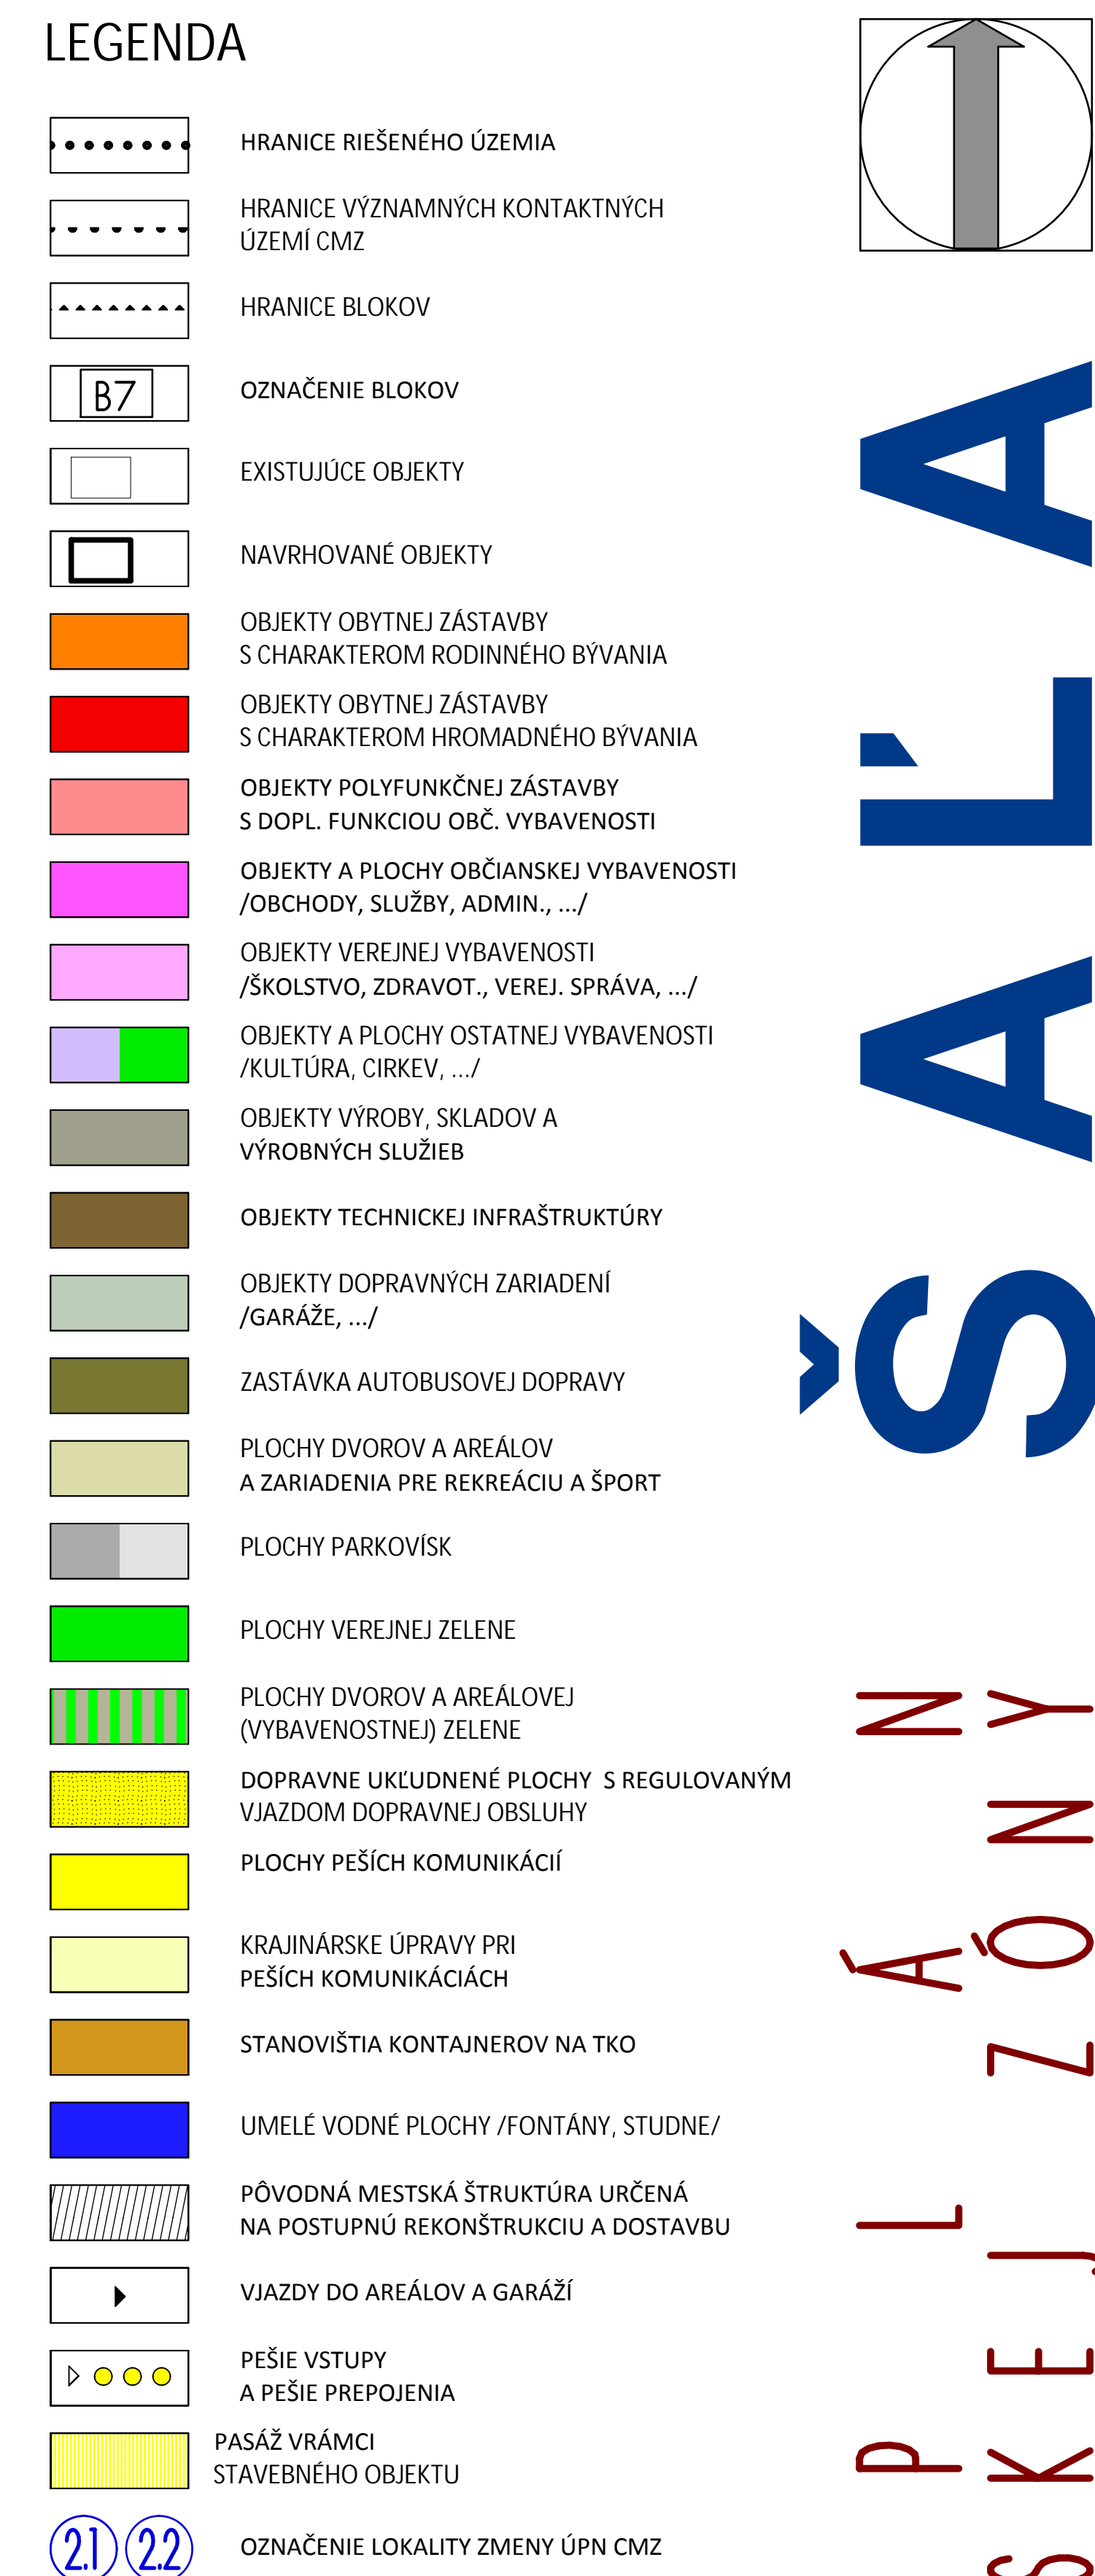 LEGENDA
HRANICE RIEŠENÉHO ÚZEMIA
HRANICE VÝZNAMNÝCH KONTAKTNÝCH
ÚZEMÍ CMZ
HRANICE BLOKOV
B7
OZNAČENIE BLOKOV
EXISTUJÚCE OBJEKTY
NAVRHOVANÉ OBJEKTY
OBJEKTY OBYTNEJ ZÁSTAVBY
S CHARAKTEROM RODINNÉHO BÝVANIA
OBJEKTY OBYTNEJ ZÁSTAVBY
S CHARAKTEROM HROMADNÉHO BÝVANIA
OBJEKTY POLYFUNKČNEJ ZÁSTAVBY
S DOPL. FUNKCIOU OBČ. VYBAVENOSTI
OBJEKTY A PLOCHY OBČIANSKEJ VYBAVENOSTI
/OBCHODY, SLUŽBY, ADMIN., .../
OBJEKTY VEREJNEJ VYBAVENOSTI
/ŠKOLSTVO, ZDRAVOT., VEREJ. SPRÁVA, .../
OBJEKTY A PLOCHY OSTATNEJ VYBAVENOSTI
/KULTÚRA, CIRKEV, .../
OBJEKTY VÝROBY, SKLADOV A
VÝROBNÝCH SLUŽIEB
OBJEKTY TECHNICKEJ INFRAŠTRUKTÚRY
OBJEKTY DOPRAVNÝCH ZARIADENÍ
/GARÁŽE, .../
ZASTÁVKA AUTOBUSOVEJ DOPRAVY
PLOCHY DVOROV A AREÁLOV
A ZARIADENIA PRE REKREÁCIU A ŠPORT
PLOCHY PARKOVÍSK
PLOCHY VEREJNEJ ZELENE
PLOCHY DVOROV A AREÁLOVEJ
(VYBAVENOSTNEJ) ZELENE
DOPRAVNE UKĽUDNENÉ PLOCHY S REGULOVANÝM
VJAZDOM DOPRAVNEJ OBSLUHY
PLOCHY PEŠÍCH KOMUNIKÁCIÍ
KRAJINÁRSKE ÚPRAVY PRI
PEŠÍCH KOMUNIKÁCIÁCH
STANOVIŠTIA KONTAJNEROV NA TKO
UMELÉ VODNÉ PLOCHY /FONTÁNY, STUDNE/
PÔVODNÁ MESTSKÁ ŠTRUKTÚRA URČENÁ
NA POSTUPNÚ REKONŠTRUKCIU A DOSTAVBU
VJAZDY DO AREÁLOV A GARÁŽÍ
PEŠIE VSTUPY
A PEŠIE PREPOJENIA
PASÁŽ VRÁMCI
STAVEBNÉHO OBJEKTU
2.1 2.2 OZNAČENIE LOKALITY ZMENY ÚPN CMZ
ŠAĽA
PLÁN
SKEJ ZÓNY